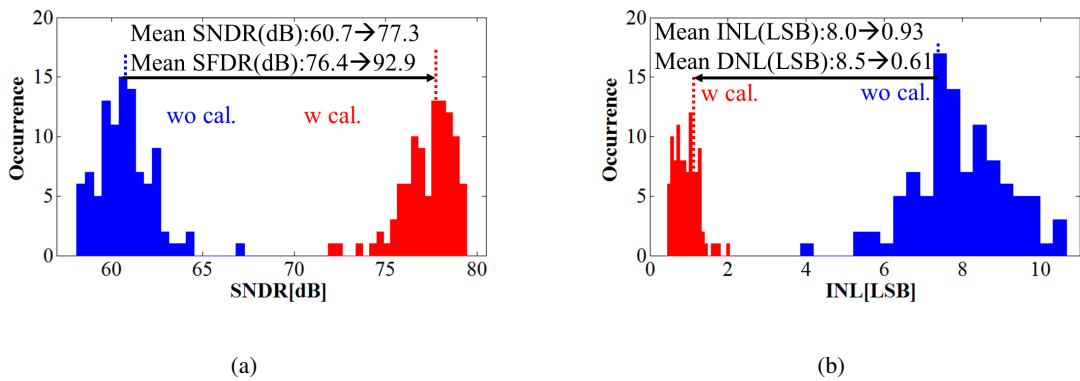 Mean SNDR(dB):60.7→77.3
Mean SFDR(dB):76.4→92.9
wo cal.
w cal.
Occurrence
20
15
10
5
0
60
65
70
75
80
SNDR[dB]
(a)
Mean INL(LSB):8.0→0.93
Mean DNL(LSB):8.5→0.61
w cal.
wo cal.
Occurrence
20
15
10
5
0
0
2
4
6
8
10
INL[LSB]
(b)